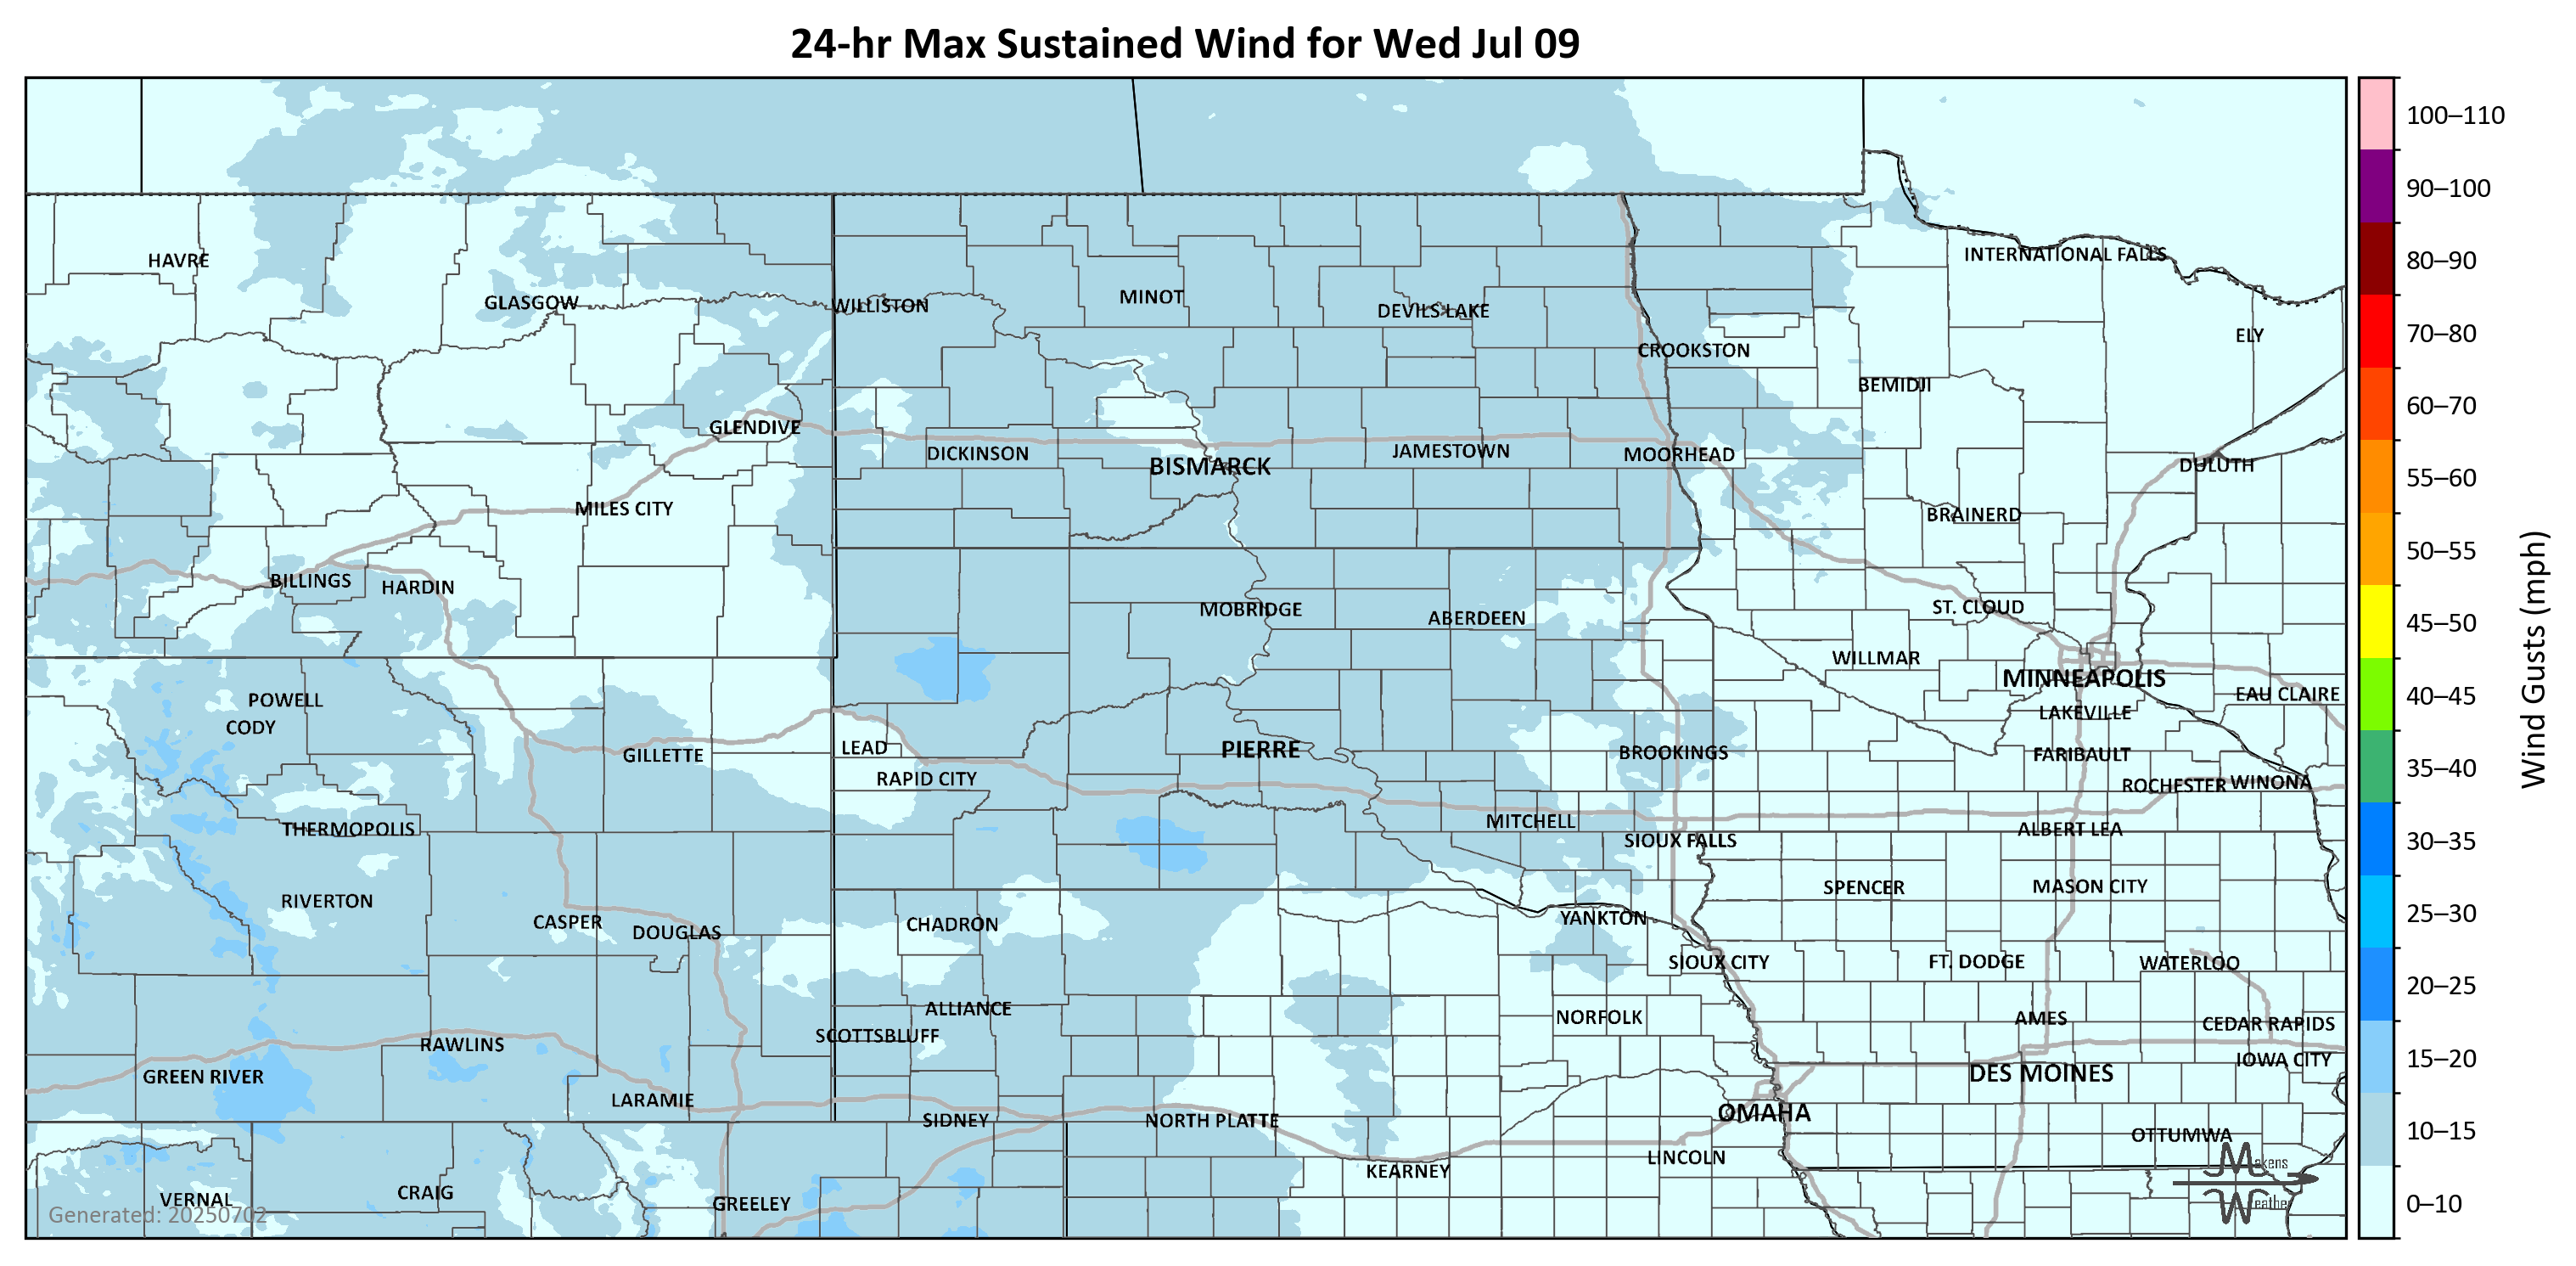 24-hr Max Sustained Wind for Wed Jul 09
100–110
90–100
80–90
70–80
60–70
55–60
50–55
45–50
40–45
35–40
30–35
25–30
20–25
15–20
10–15
0–10
Wind Gusts (mph)
HAVRE
INTERNATIONAL FALLS
GLASGOW
WILLISTON
MINOT
DEVILS LAKE
ELY
CROOKSTON
BEMIDJI
GLENDIVE
DICKINSON
BISMARCK
JAMESTOWN
MOORHEAD
DULUTH
MILES CITY
BRAINERD
BILLINGS
HARDIN
MOBRIDGE
ABERDEEN
ST. CLOUD
WILLMAR
MINNEAPOLIS
EAU CLAIRE
POWELL
CODY
LAKEVILLE
GILLETTE
LEAD
PIERRE
BROOKINGS
FARIBAULT
RAPID CITY
ROCHESTER
WINONA
THERMOPOLIS
MITCHELL
SIOUX FALLS
ALBERT LEA
RIVERTON
SPENCER
MASON CITY
CASPER
DOUGLAS
CHADRON
YANKTON
SIOUX CITY
FT. DODGE
WATERLOO
ALLIANCE
SCOTTSBLUFF
NORFOLK
AMES
CEDAR RAPIDS
RAWLINS
IOWA CITY
GREEN RIVER
DES MOINES
LARAMIE
SIDNEY
NORTH PLATTE
OMAHA
OTTUMWA
KEARNEY
LINCOLN
VERNAL
CRAIG
GREELEY
Generated: 20250702
Makens
Weather